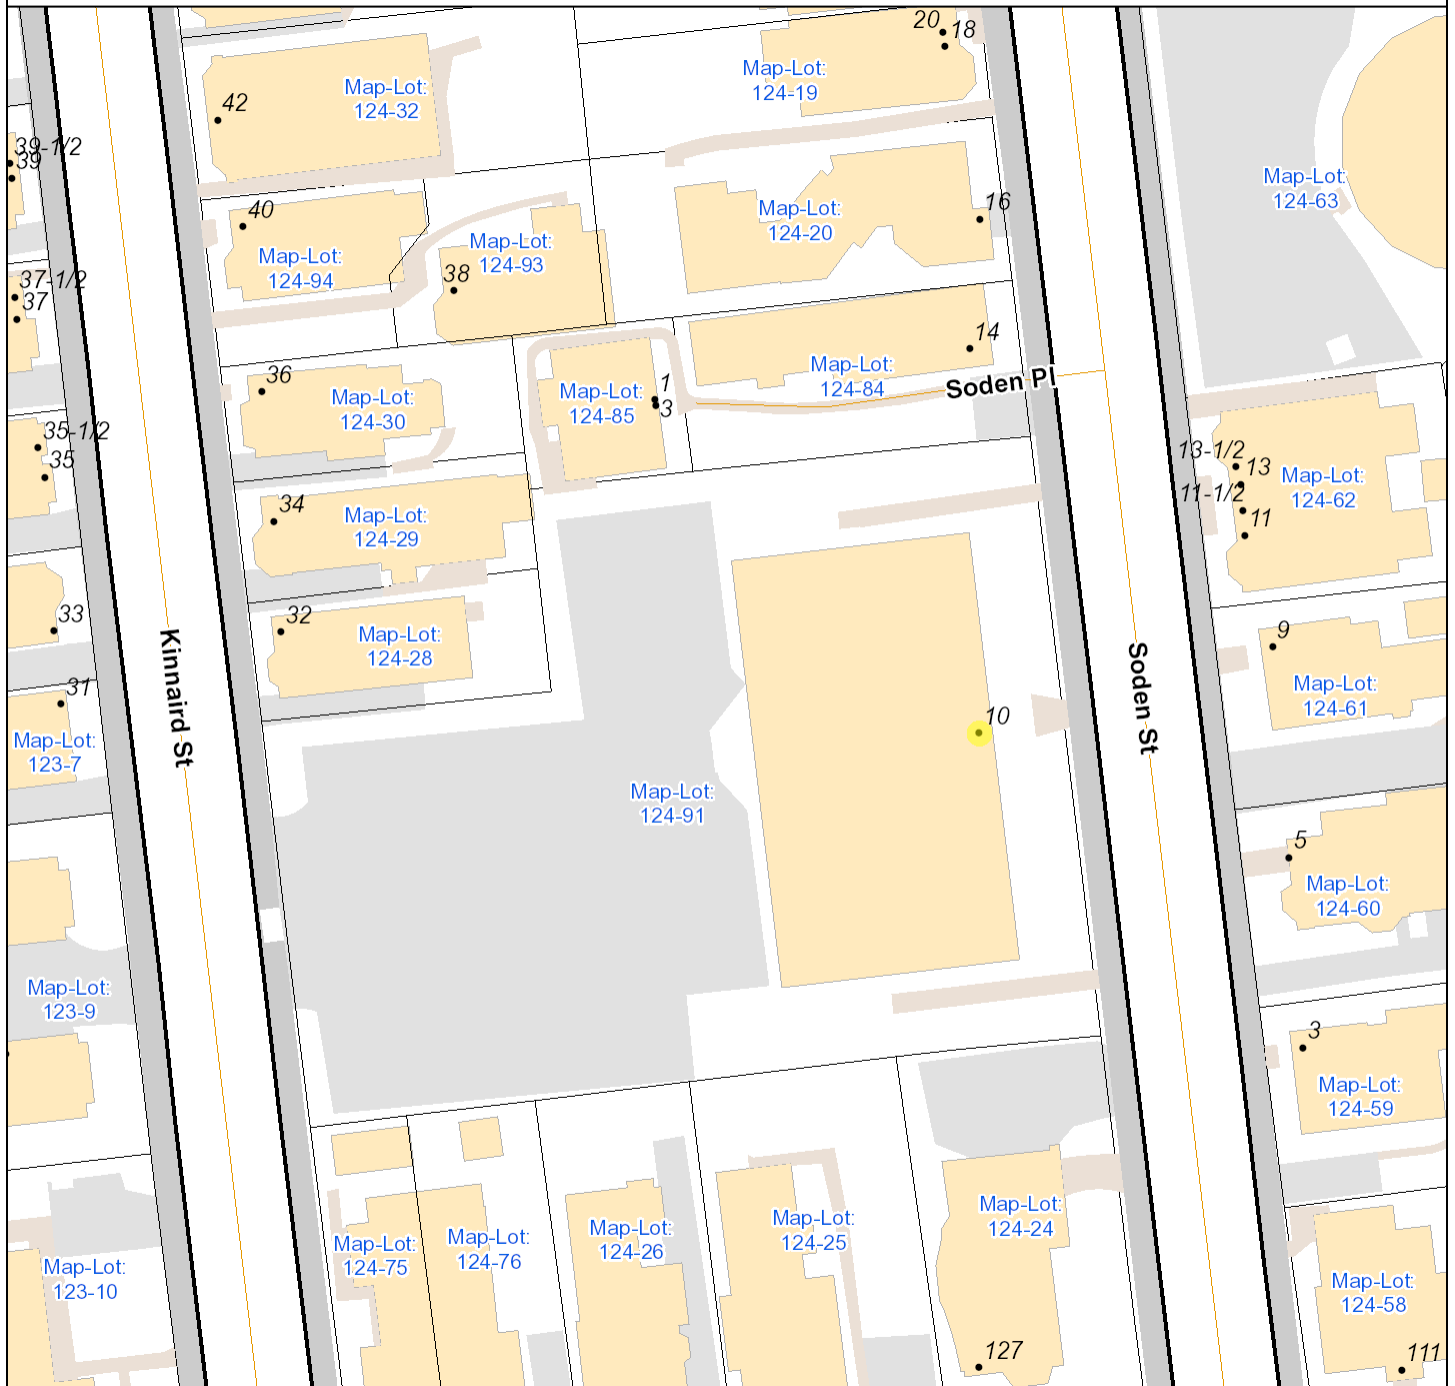 20
18
Map-Lot:
124-19
Map-Lot:
124-32
42
39-1/2
39
Map-Lot:
124-63
40
Map-Lot:
124-94
Map-Lot:
124-93
38
Map-Lot:
124-20
16
37-1/2
37
14
Map-Lot:
124-84
Soden Pl
36
Map-Lot:
124-30
Map-Lot:
124-85
1
3
35-1/2
35
13-1/2
13
11-1/2
11
Map-Lot:
124-62
34
Map-Lot:
124-29
33
32
Map-Lot:
124-28
9
Map-Lot:
124-61
Kinnaird St
Soden St
31
Map-Lot:
123-7
10
Map-Lot:
124-91
5
Map-Lot:
124-60
Map-Lot:
123-9
3
Map-Lot:
124-59
Map-Lot:
123-10
Map-Lot:
124-75
Map-Lot:
124-76
Map-Lot:
124-26
Map-Lot:
124-25
Map-Lot:
124-24
Map-Lot:
124-58
127
111